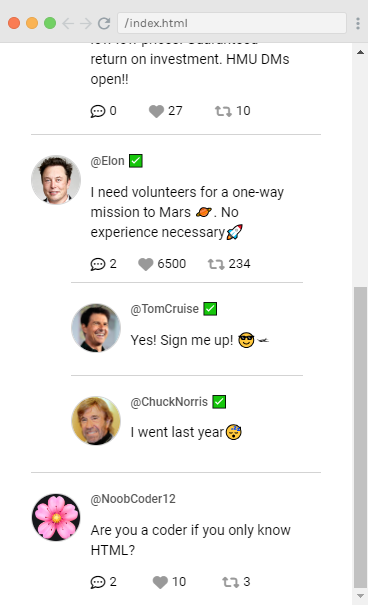 /index.html
return on investment. HMU DMs
open!!
0 27 10
@Elon ✅
I need volunteers for a one-way
mission to Mars 🪐. No
experience necessary🚀
2 6500 234
@TomCruise ✅
Yes! Sign me up! 😎🛩
@ChuckNorris ✅
I went last year😴
@NoobCoder12
Are you a coder if you only know
HTML?
2 10 3